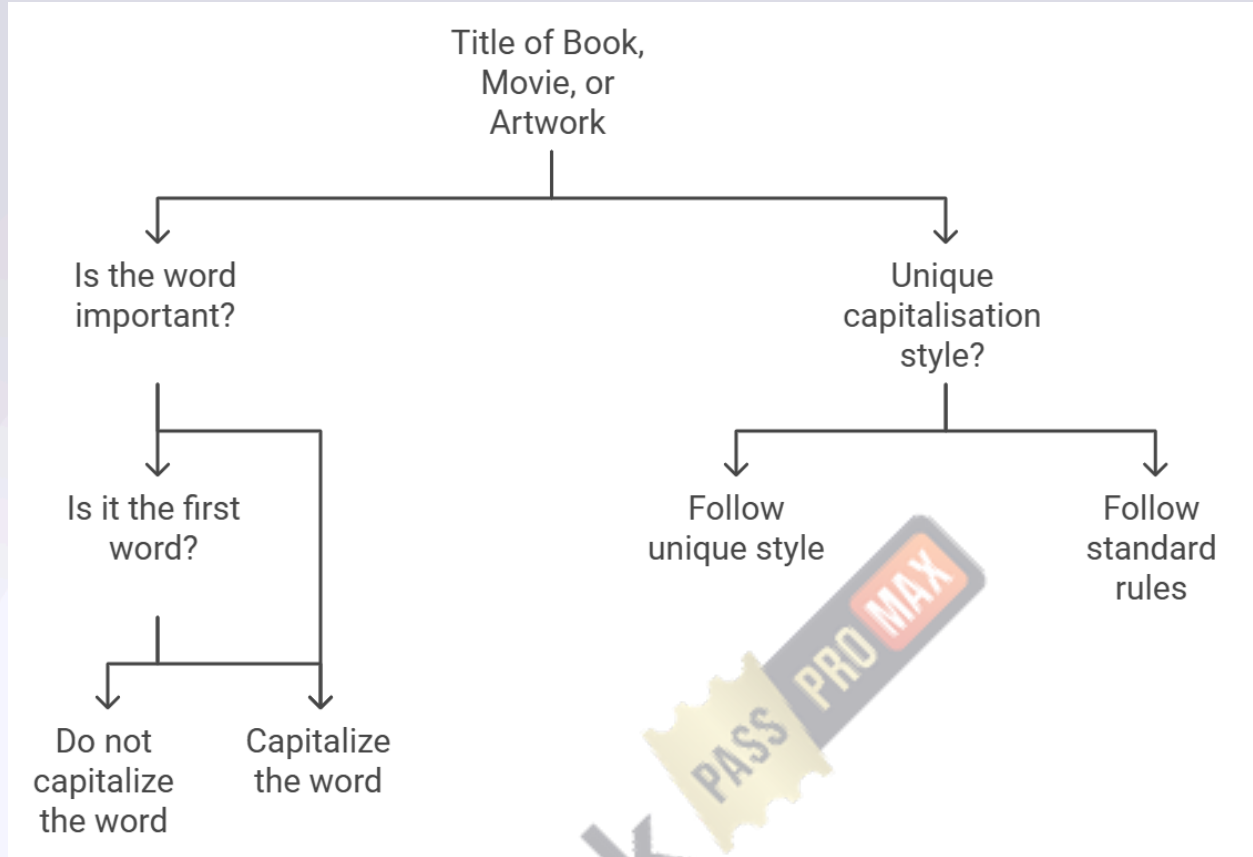 Title of Book,
Movie, or
Artwork
Is the word
important?
Unique
capitalisation
style?
Is it the first
word?
Follow
unique style
Follow
standard
rules
Do not
capitalize
the word
Capitalize
the word
PASS
PRO
MAX
k